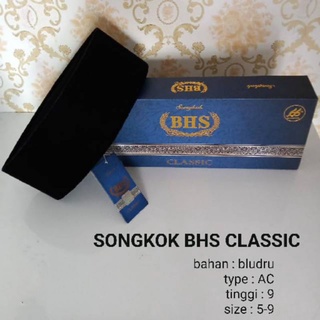 Songkok
BHS
CLASSIC
SONGKOK BHS CLASSIC
bahan : bludru
type : AC
tinggi : 9
size : 5-9